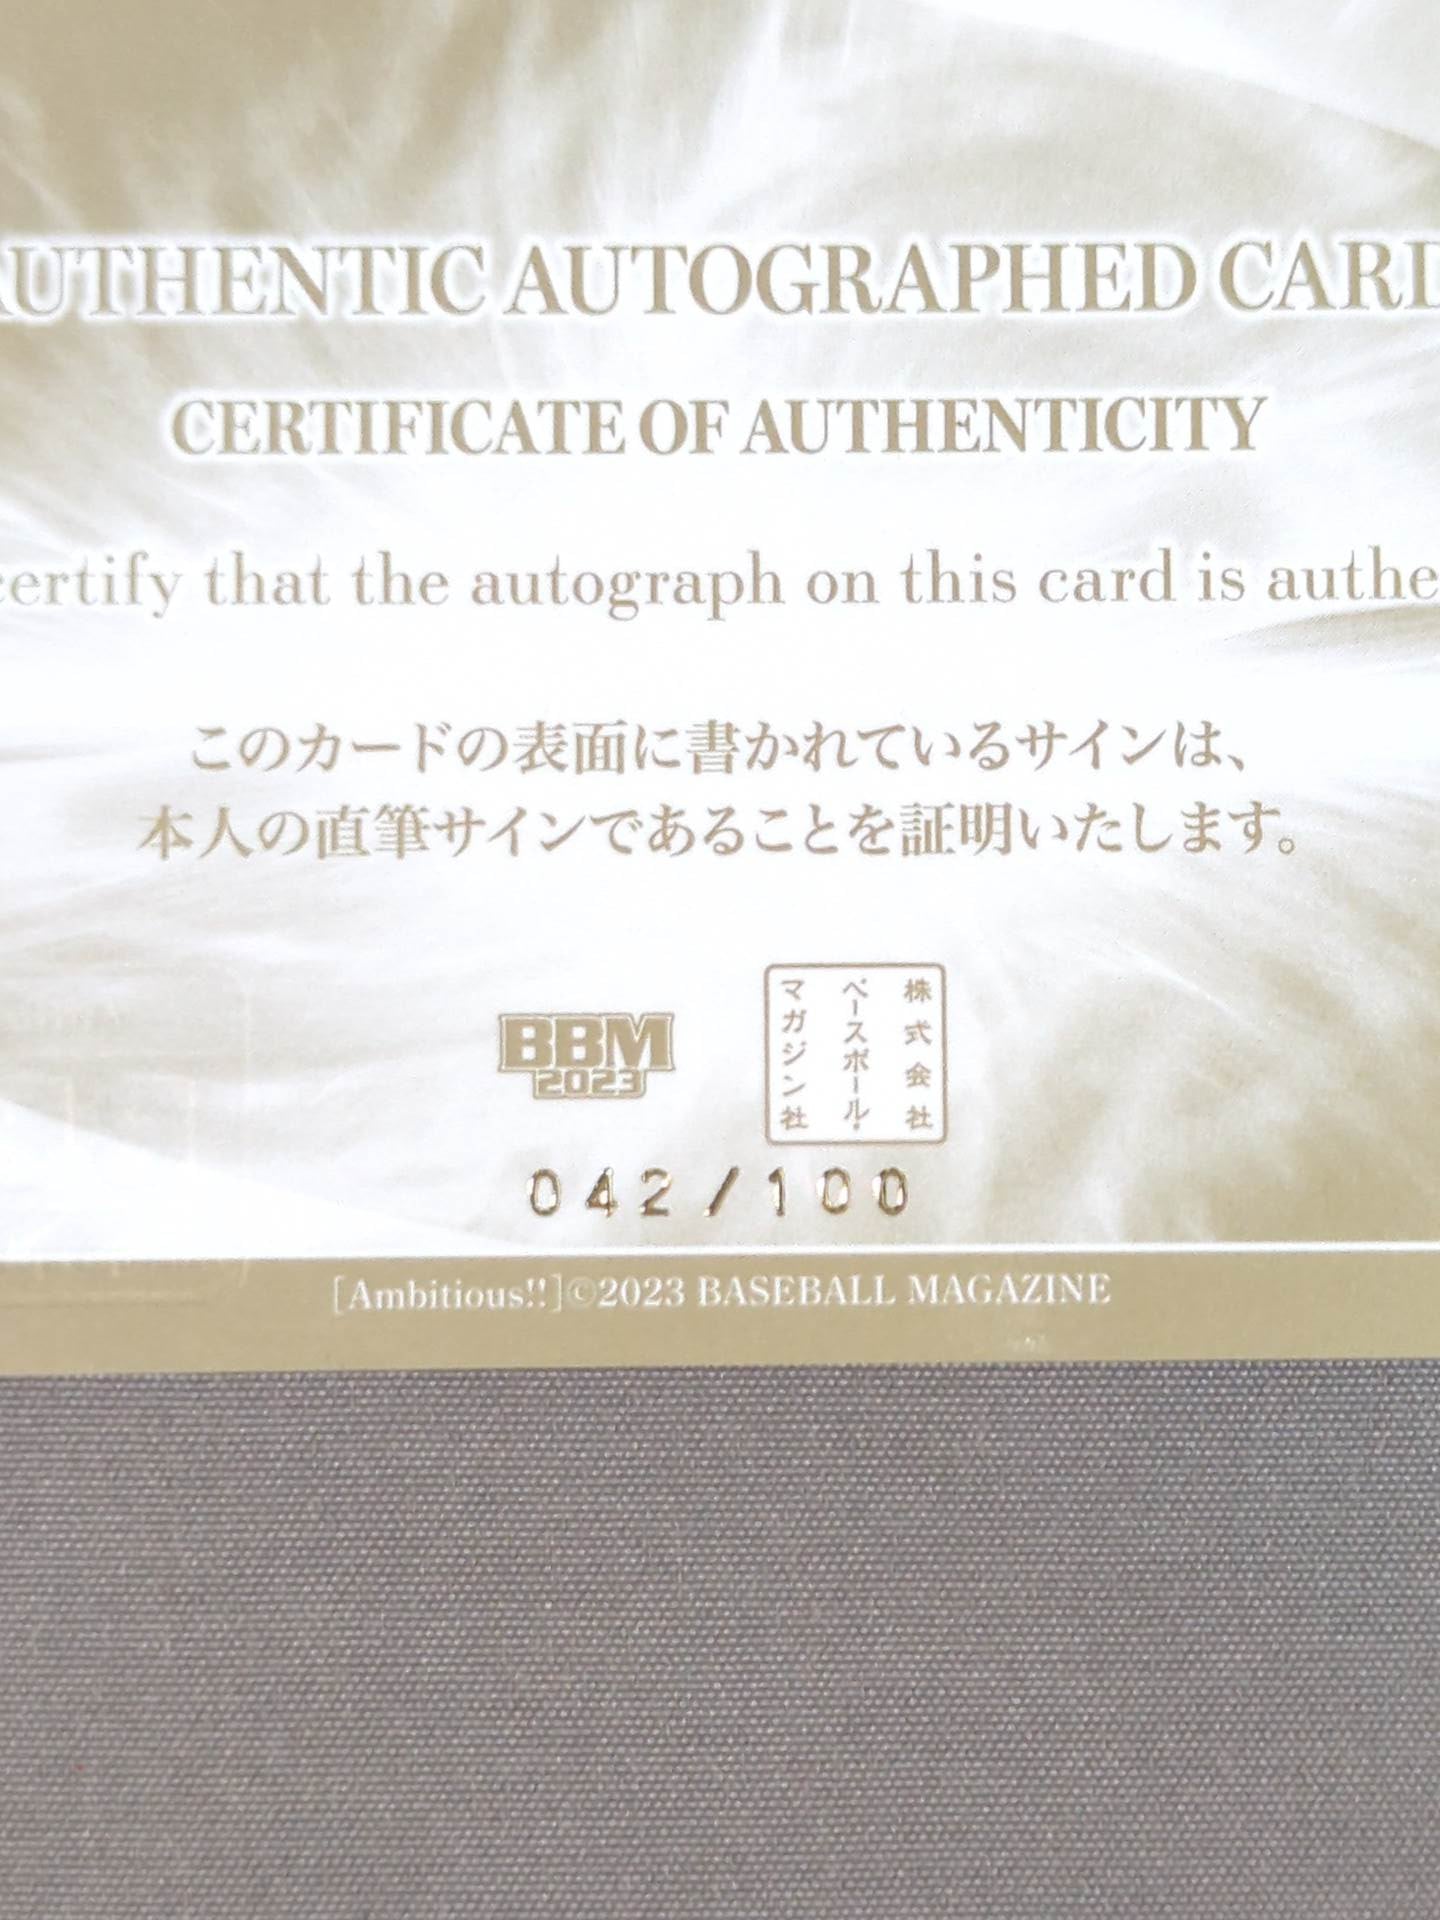 AUTHENTIC AUTOGRAPHED CARD
CERTIFICATE OF AUTHENTICITY
certify that the autograph on this card is authe
このカードの表面に書かれているサインは、
本人の直筆サインであることを証明いたします。
BBM
2023
株式会社
ベースボール・
マガジン社
042/100
[Ambitious!!]©2023 BASEBALL MAGAZINE